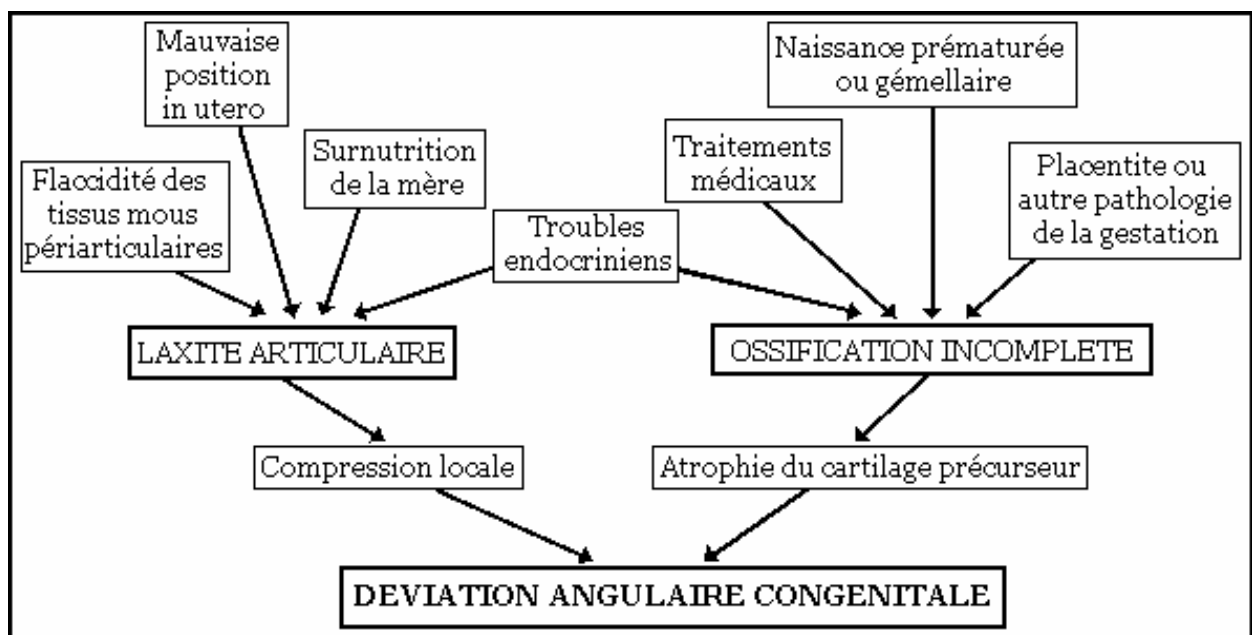 Mauvaise
position
in utero
Naissance prématurée
ou gémellaire
Surnutrition
de la mère
Traitements
médicaux
Flaccidité des
tissus mous
périarticulaires
Placentite ou
autre pathologie
de la gestation
Troubles
endocriniens
LAXITE ARTICULAIRE
OSSIFICATION INCOMPLETE
Compression locale
Atrophie du cartilage précurseur
DEVIATION ANGULAIRE CONGENITALE